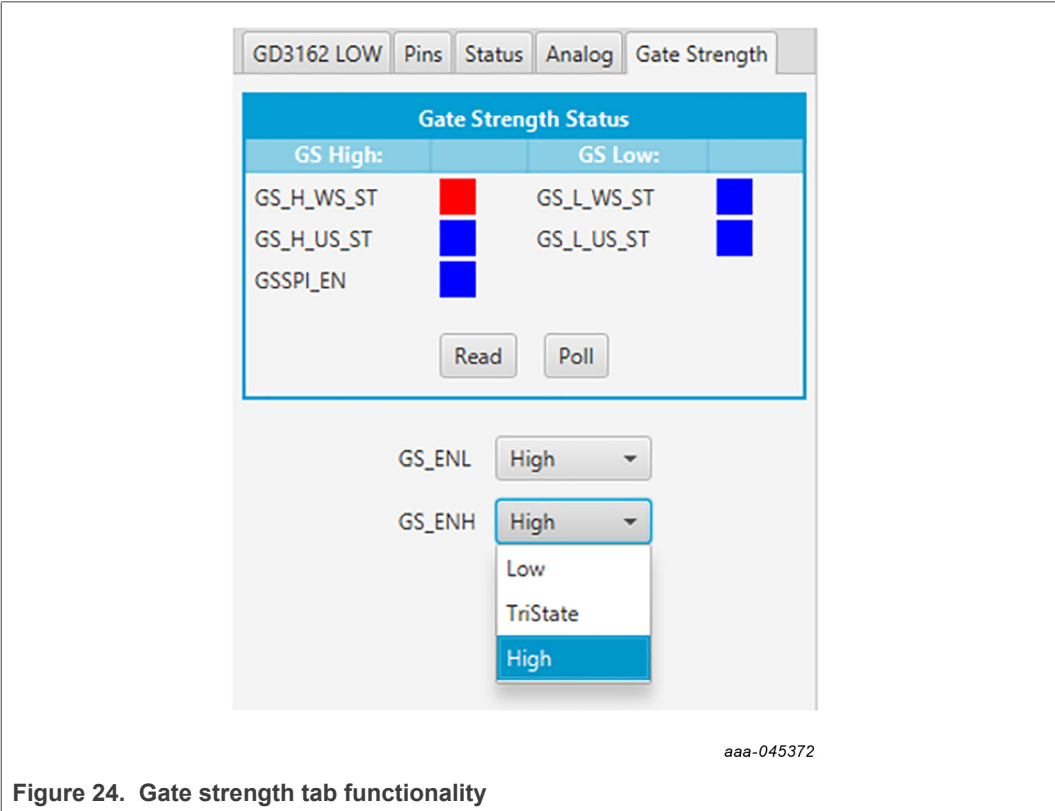 GD3162 LOW Pins Status Analog Gate Strength
Gate Strength Status
GS High: GS Low:
GS_H_WS_ST GS_L_WS_ST
GS_H_US_ST GS_L_US_ST
GSSPI_EN
Read Poll
GS_ENL High
GS_ENH High
Low
TriState
High
aaa-045372
Figure 24. Gate strength tab functionality